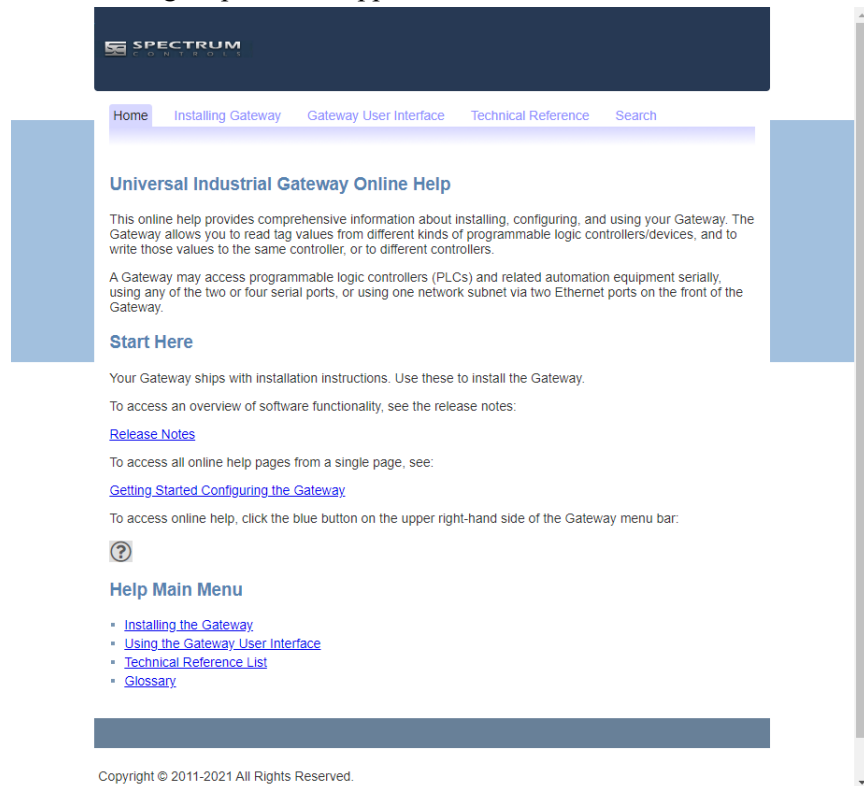 SPECTRUM
CONTROLS
Home Installing Gateway Gateway User Interface Technical Reference Search
Universal Industrial Gateway Online Help
This online help provides comprehensive information about installing, configuring, and using your Gateway. The
Gateway allows you to read tag values from different kinds of programmable logic controllers/devices, and to
write those values to the same controller, or to different controllers.
A Gateway may access programmable logic controllers (PLCs) and related automation equipment serially,
using any of the two or four serial ports, or using one network subnet via two Ethernet ports on the front of the
Gateway.
Start Here
Your Gateway ships with installation instructions. Use these to install the Gateway.
To access an overview of software functionality, see the release notes:
Release Notes
To access all online help pages from a single page, see:
Getting Started Configuring the Gateway
To access online help, click the blue button on the upper right-hand side of the Gateway menu bar:
?
Help Main Menu
Installing the Gateway
Using the Gateway User Interface
Technical Reference List
Glossary
Copyright © 2011-2021 All Rights Reserved.